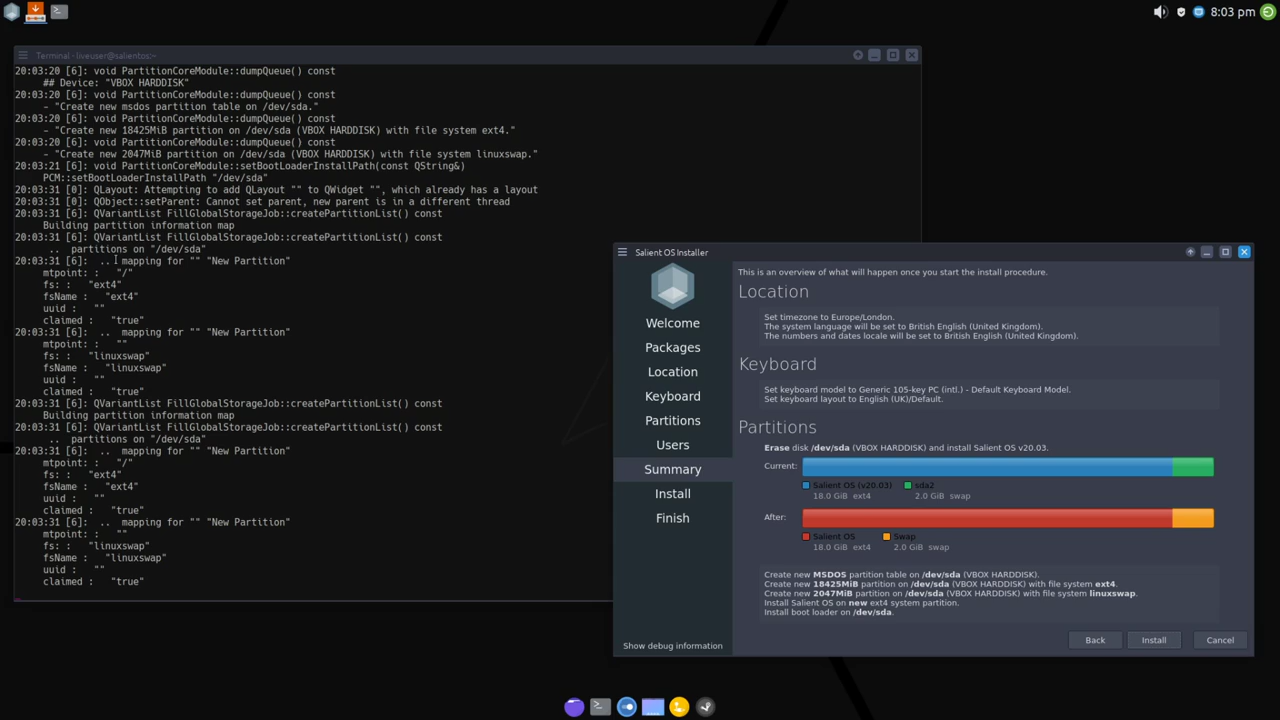 8:03 pm
Terminal - liveuser@salientos:~
20:03:20 [6]: void PartitionCoreModule::dumpQueue() const
## Device: "VBOX HARDDISK"
20:03:20 [6]: void PartitionCoreModule::dumpQueue() const
- "Create new msdos partition table on /dev/sda."
20:03:20 [6]: void PartitionCoreModule::dumpQueue() const
- "Create new 18425MiB partition on /dev/sda (VBOX HARDDISK) with file system ext4."
20:03:20 [6]: void PartitionCoreModule::dumpQueue() const
- "Create new 2047MiB partition on /dev/sda (VBOX HARDDISK) with file system linuxswap."
20:03:21 [6]: void PartitionCoreModule::setBootLoaderInstallPath(const QString&)
PCM::setBootLoaderInstallPath "/dev/sda"
20:03:31 [0]: QLayout: Attempting to add QLayout "" to QWidget "", which already has a layout
20:03:31 [0]: QObject::setParent: Cannot set parent, new parent is in a different thread
20:03:31 [6]: QVariantList FillGlobalStorageJob::createPartitionList() const
Building partition information map
20:03:31 [6]: QVariantList FillGlobalStorageJob::createPartitionList() const
.. partitions on "/dev/sda"
20:03:31 [6]: .. mapping for "" "New Partition"
mtpoint: : "/"
fs: : "ext4"
fsName : "ext4"
uuid : ""
claimed : "true"
20:03:31 [6]: .. mapping for "" "New Partition"
mtpoint: : ""
fs: : "linuxswap"
fsName : "linuxswap"
uuid : ""
claimed : "true"
20:03:31 [6]: QVariantList FillGlobalStorageJob::createPartitionList() const
Building partition information map
20:03:31 [6]: QVariantList FillGlobalStorageJob::createPartitionList() const
.. partitions on "/dev/sda"
20:03:31 [6]: .. mapping for "" "New Partition"
mtpoint: : "/"
fs: : "ext4"
fsName : "ext4"
uuid : ""
claimed : "true"
20:03:31 [6]: .. mapping for "" "New Partition"
mtpoint: : ""
fs: : "linuxswap"
fsName : "linuxswap"
uuid : ""
claimed : "true"
Salient OS Installer
Welcome
Packages
Location
Keyboard
Partitions
Users
Summary
Install
Finish
Show debug information
This is an overview of what will happen once you start the install procedure.
Location
Set timezone to Europe/London.
The system language will be set to British English (United Kingdom).
The numbers and dates locale will be set to British English (United Kingdom).
Keyboard
Set keyboard model to Generic 105-key PC (intl.) - Default Keyboard Model.
Set keyboard layout to English (UK)/Default.
Partitions
Erase disk /dev/sda (VBOX HARDDISK) and install Salient OS v20.03.
Current:
Salient OS (v20.03) sda2
18.0 GiB ext4 2.0 GiB swap
After:
Salient OS Swap
18.0 GiB ext4 2.0 GiB swap
Create new MSDOS partition table on /dev/sda (VBOX HARDDISK).
Create new 18425MiB partition on /dev/sda (VBOX HARDDISK) with file system ext4.
Create new 2047MiB partition on /dev/sda (VBOX HARDDISK) with file system linuxswap.
Install Salient OS on new ext4 system partition.
Install boot loader on /dev/sda.
Back Install Cancel